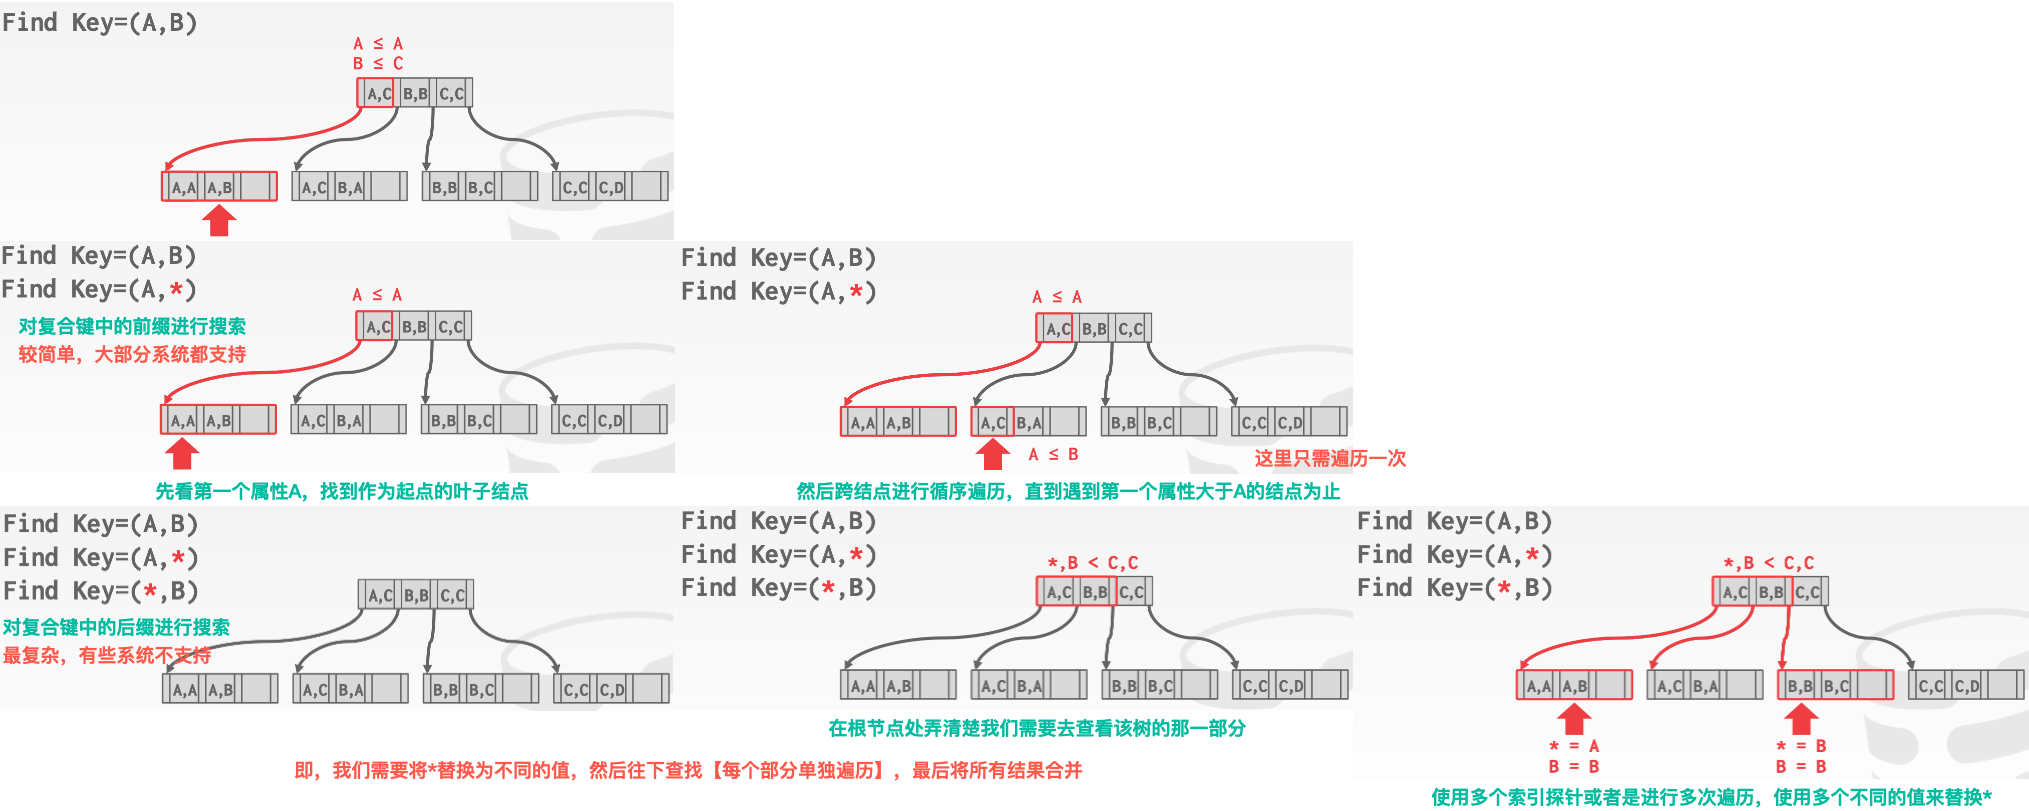 Find Key=(A,B)
A ≤ A
B ≤ C
A,C B,B C,C
A,A A,B A,C B,A B,B B,C C,C C,D
Find Key=(A,B)
Find Key=(A,*)
对复合键中的前缀进行搜索
较简单，大部分系统都支持
A ≤ A
A,C B,B C,C
A,A A,B A,C B,A B,B B,C C,C C,D
先看第一个属性A，找到作为起点的叶子结点
Find Key=(A,B)
Find Key=(A,*)
A ≤ A
A,C B,B C,C
A,A A,B A,C B,A B,B B,C C,C C,D
A ≤ B
这里只需遍历一次
然后跨结点进行循序遍历，直到遇到第一个属性大于A的结点为止
Find Key=(A,B)
Find Key=(A,*)
Find Key=(*,B)
对复合键中的后缀进行搜索
最复杂，有些系统不支持
A,C B,B C,C
A,A A,B A,C B,A B,B B,C C,C C,D
Find Key=(A,B)
Find Key=(A,*)
Find Key=(*,B)
*,B < C,C
A,C B,B C,C
A,A A,B A,C B,A B,B B,C C,C C,D
在根节点处弄清楚我们需要去查看该树的那一部分
Find Key=(A,B)
Find Key=(A,*)
Find Key=(*,B)
*,B < C,C
A,C B,B C,C
A,A A,B A,C B,A B,B B,C C,C C,D
* = A
B = B
* = B
B = B
即，我们需要将*替换为不同的值，然后往下查找【每个部分单独遍历】，最后将所有结果合并
使用多个索引探针或者是进行多次遍历，使用多个不同的值来替换*